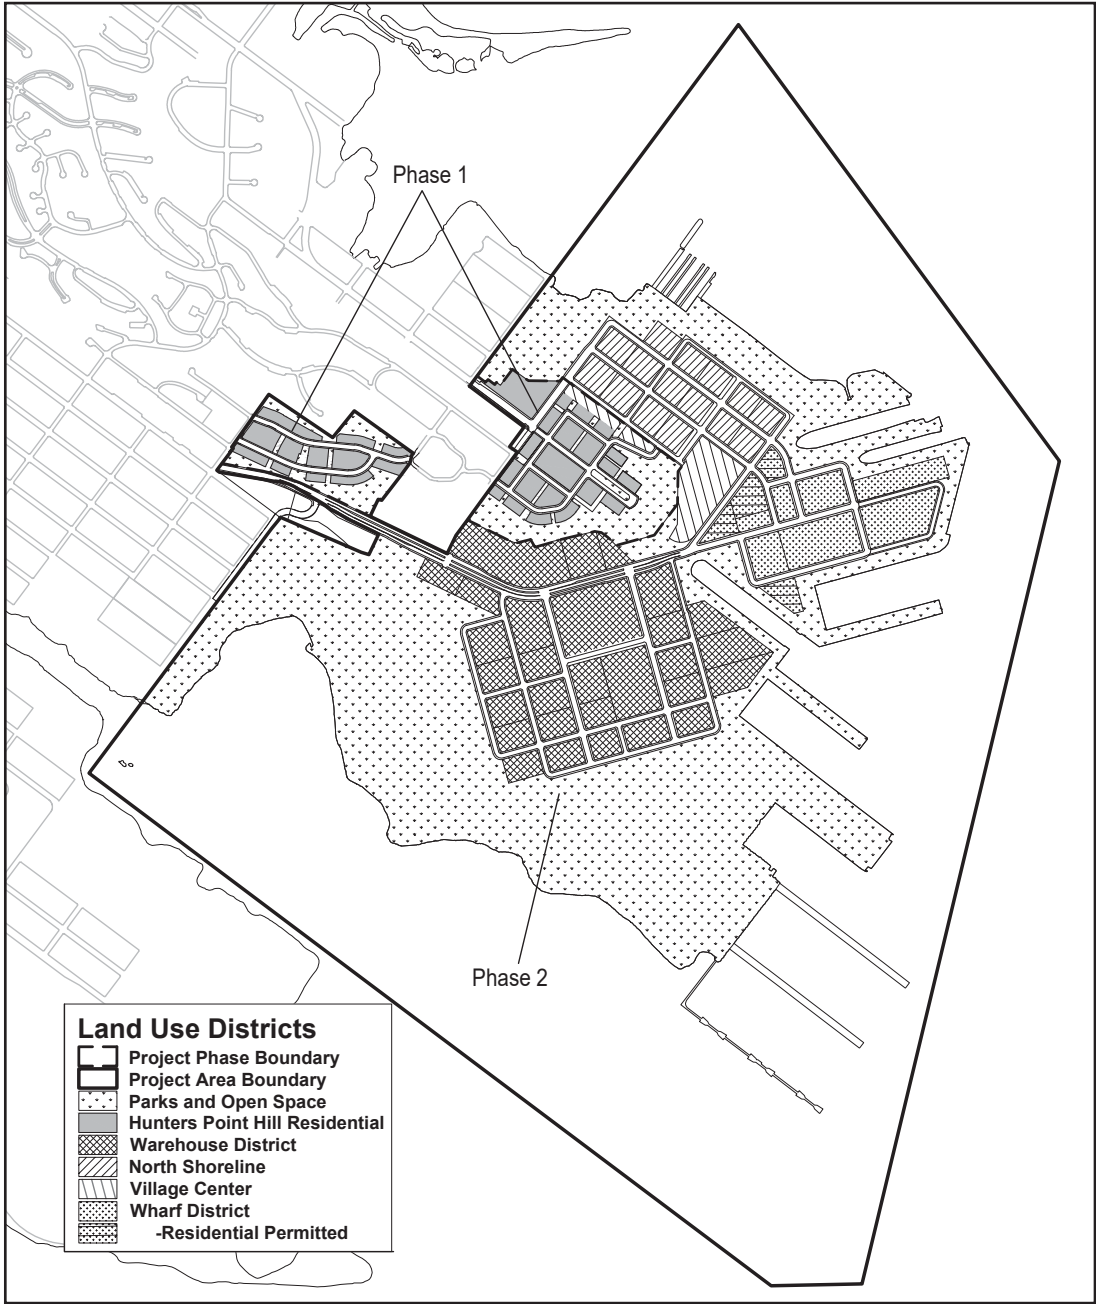 Phase 1
Phase 2
Land Use Districts
Project Phase Boundary
Project Area Boundary
Parks and Open Space
Hunters Point Hill Residential
Warehouse District
North Shoreline
Village Center
Wharf District
-Residential Permitted